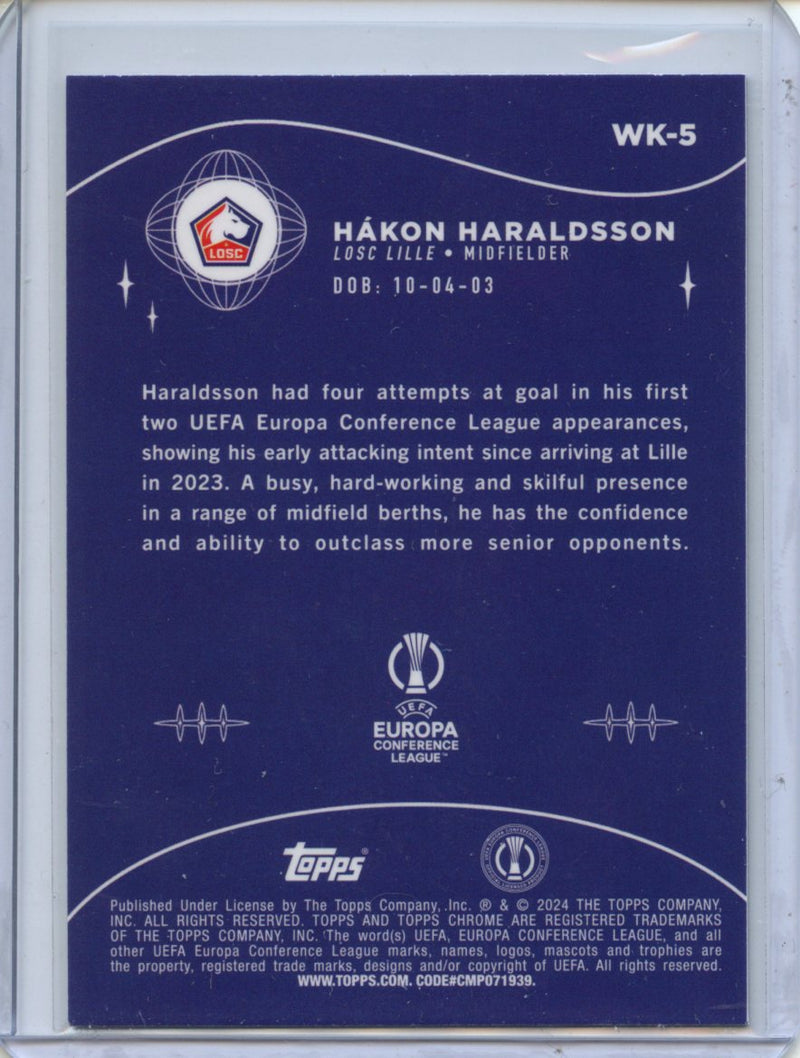 WK-5
LOSC
HÁKON HARALDSSON
LOSC LILLE • MIDFIELDER
DOB: 10-04-03
Haraldsson had four attempts at goal in his first
two UEFA Europa Conference League appearances,
showing his early attacking intent since arriving at Lille
in 2023. A busy, hard-working and skilful presence
in a range of midfield berths, he has the confidence
and ability to outclass more senior opponents.
UEFA
EUROPA
CONFERENCE
LEAGUE™
Topps®
Published Under License by The Topps Company, Inc. ® & © 2024 THE TOPPS COMPANY,
INC. ALL RIGHTS RESERVED. TOPPS AND TOPPS CHROME ARE REGISTERED TRADEMARKS
OF THE TOPPS COMPANY, INC. The word(s) UEFA, EUROPA CONFERENCE LEAGUE, and all
other UEFA Europa Conference League marks, names, logos, mascots and trophies are
the property, registered trade marks, designs and/or copyright of UEFA. All rights reserved.
WWW.TOPPS.COM. CODE#CMP071939.